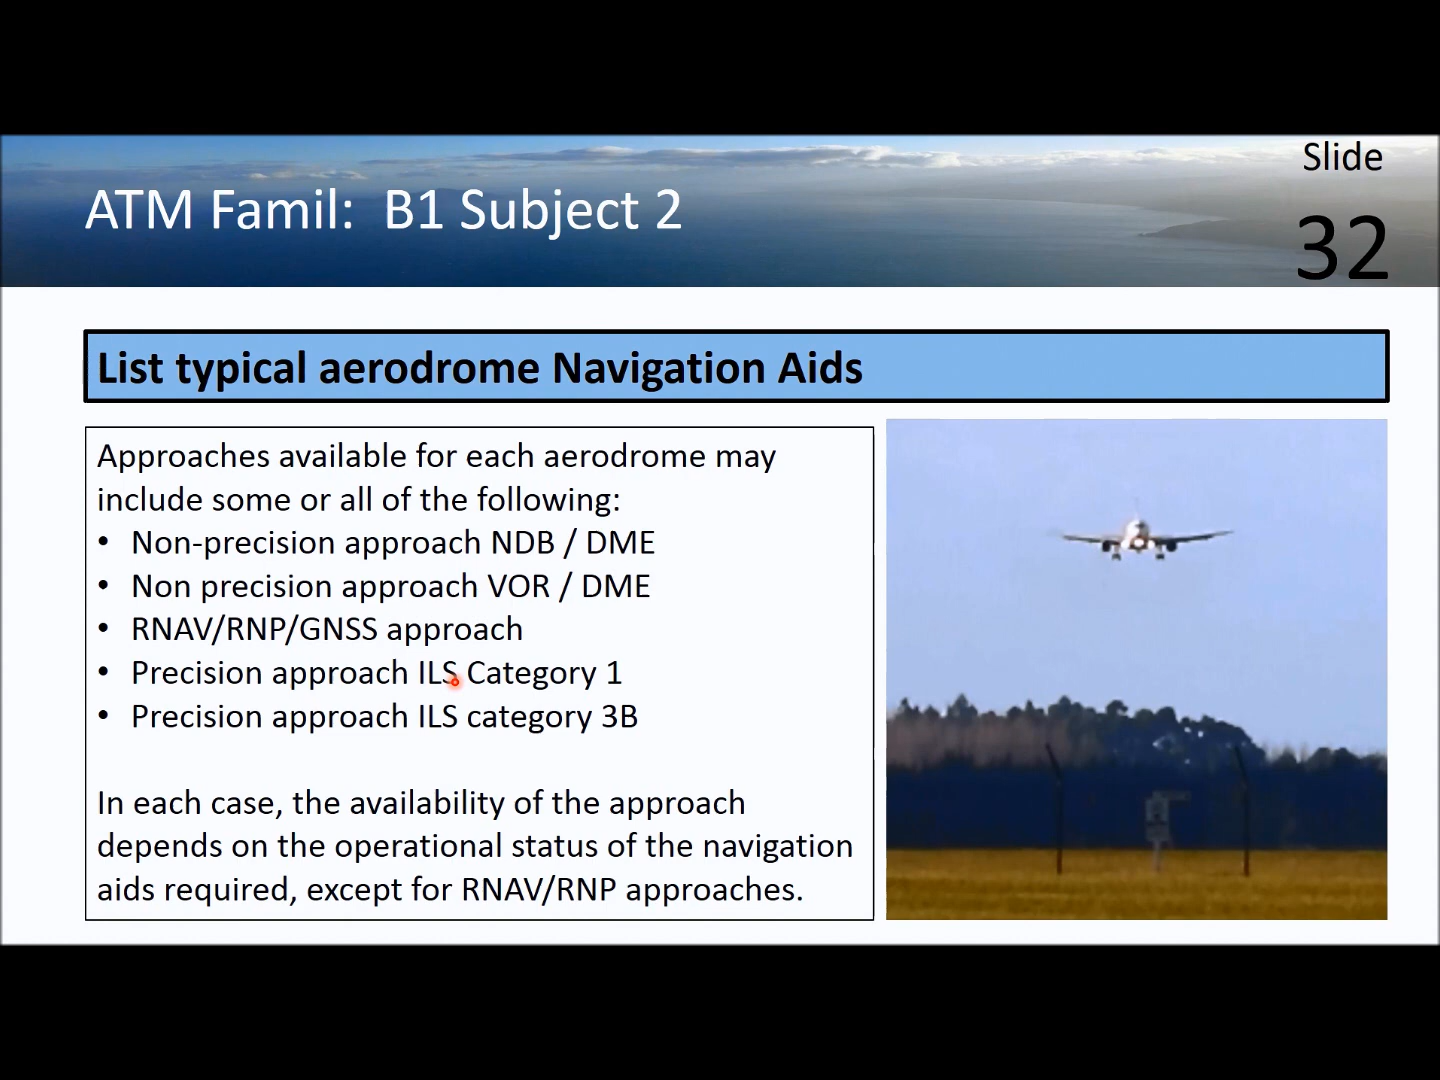 Slide
32
ATM Famil:  B1 Subject 2
List typical aerodrome Navigation Aids
Approaches available for each aerodrome may
include some or all of the following:
• Non-precision approach NDB / DME
• Non precision approach VOR / DME
• RNAV/RNP/GNSS approach
• Precision approach ILS Category 1
• Precision approach ILS category 3B
In each case, the availability of the approach
depends on the operational status of the navigation
aids required, except for RNAV/RNP approaches.